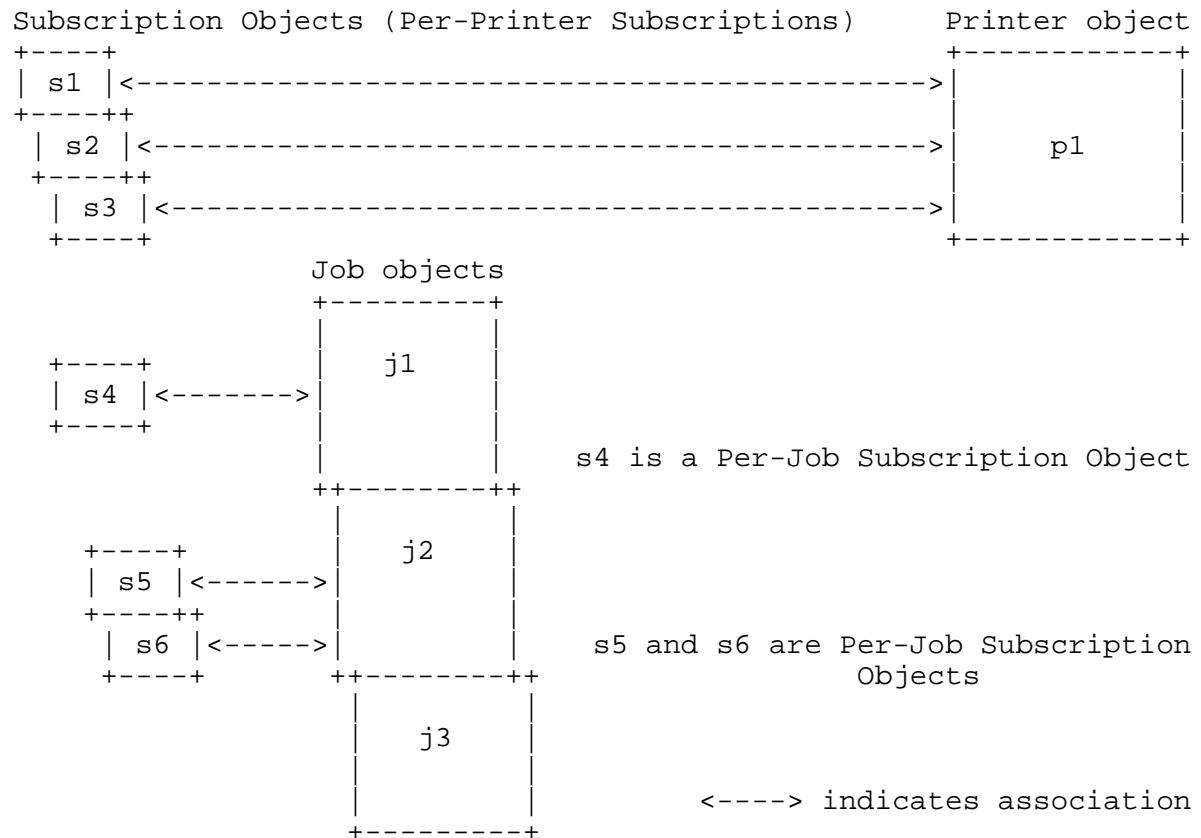 Subscription Objects (Per-Printer Subscriptions) Printer object
s1
s2 p1
s3
Job objects
j1
s4
s4 is a Per-Job Subscription Object
j2
s5
s6 s5 and s6 are Per-Job Subscription
Objects
j3
<----> indicates association